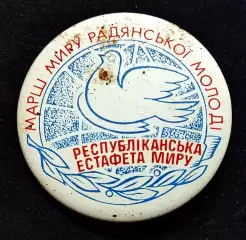 МАРШ МИРУ РАДЯНСЬКОЇ МОЛОДІ
РЕСПУБЛІКАНСЬКА
ЕСТАФЕТА МИРУ